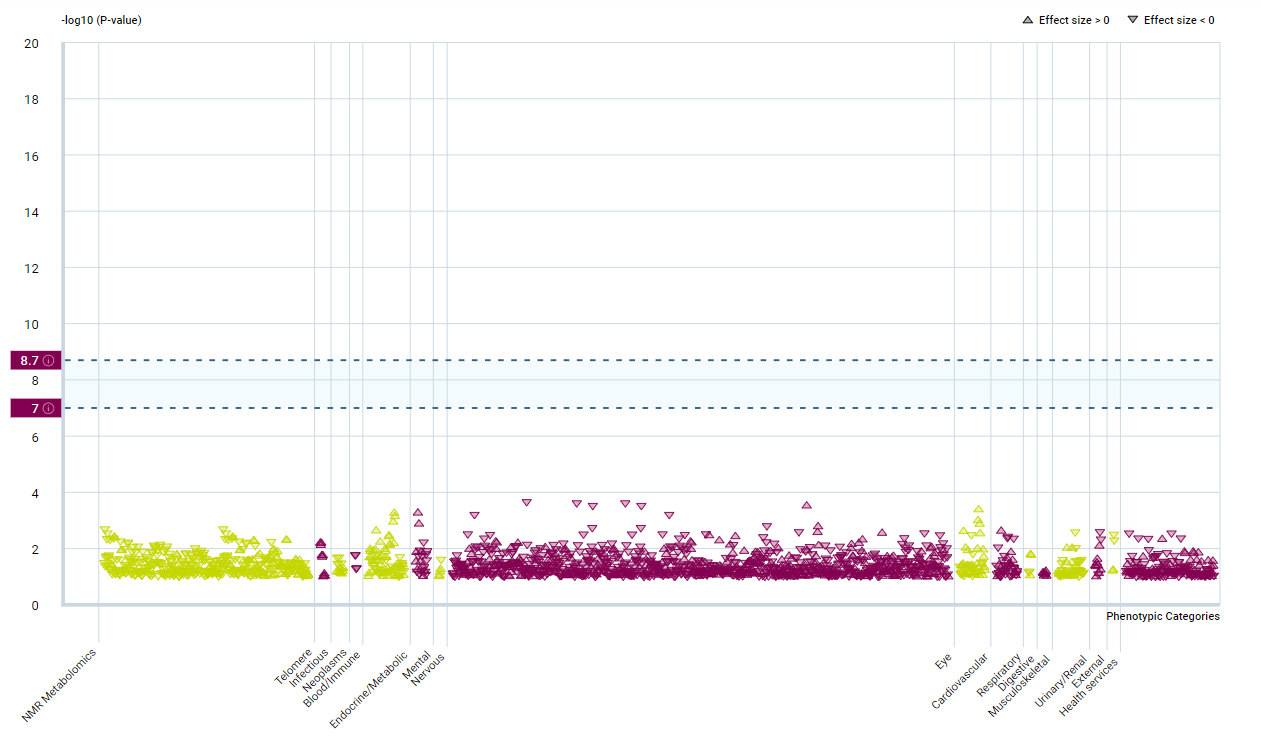 -log10 (P-value)
Effect size > 0
Effect size < 0
20
18
16
14
12
10
8.7
8
7
6
4
2
0
Phenotypic Categories
NMR Metabolomics
Telomere
Infectious
Neoplasms
Blood/Immune
Endocrine/Metabolic
Mental
Nervous
Eye
Cardiovascular
Respiratory
Digestive
Musculoskeletal
Urinary/Renal
External
Health services